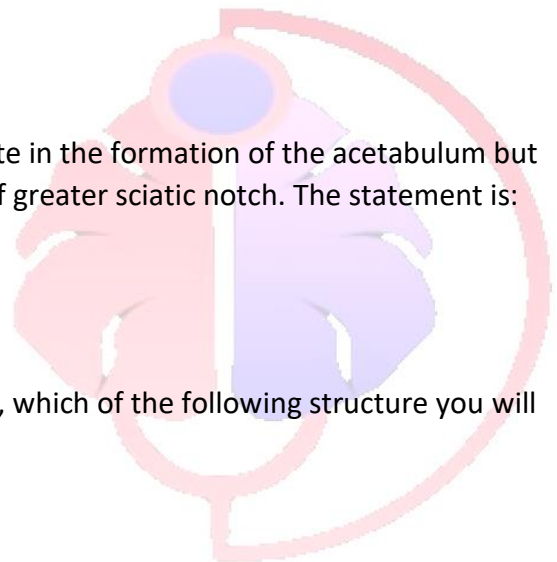 te in the formation of the acetabulum but
f greater sciatic notch. The statement is:
, which of the following structure you will